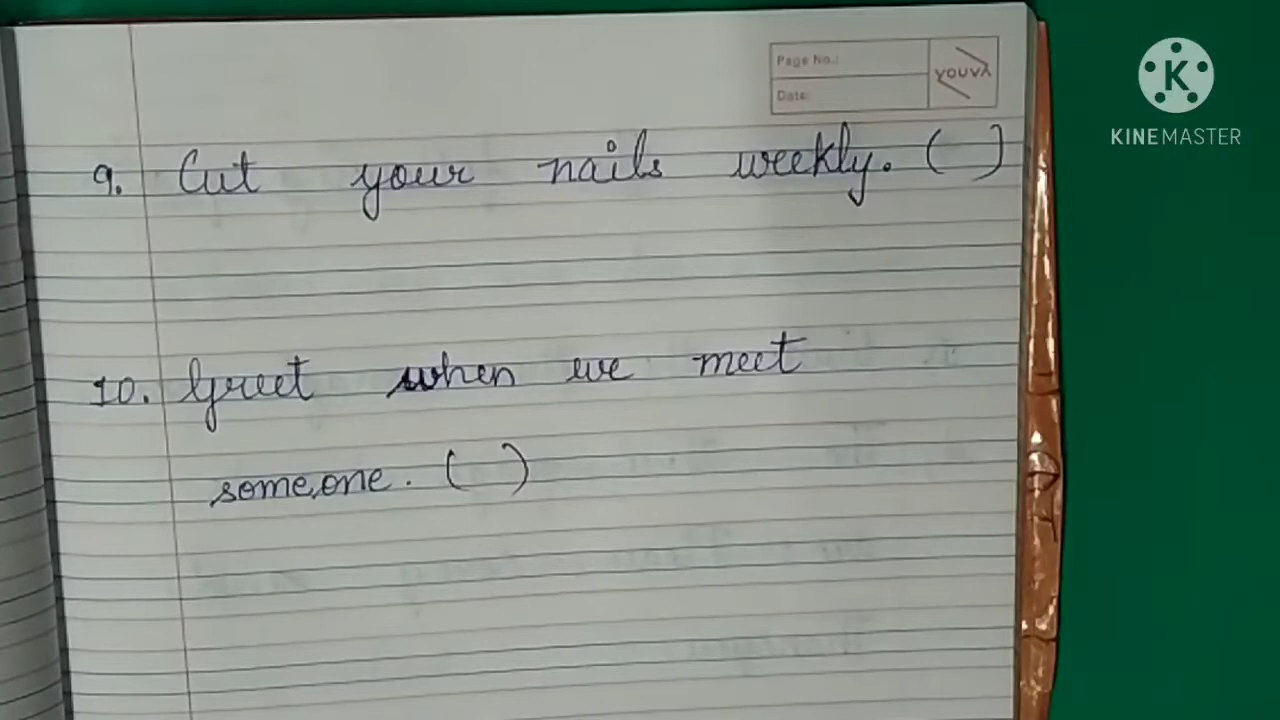 Page No.:
Date:
YOUVA
K
KINEMASTER
9. Cut your nails weekly. ( )
10. Greet when we meet
someone. ( )